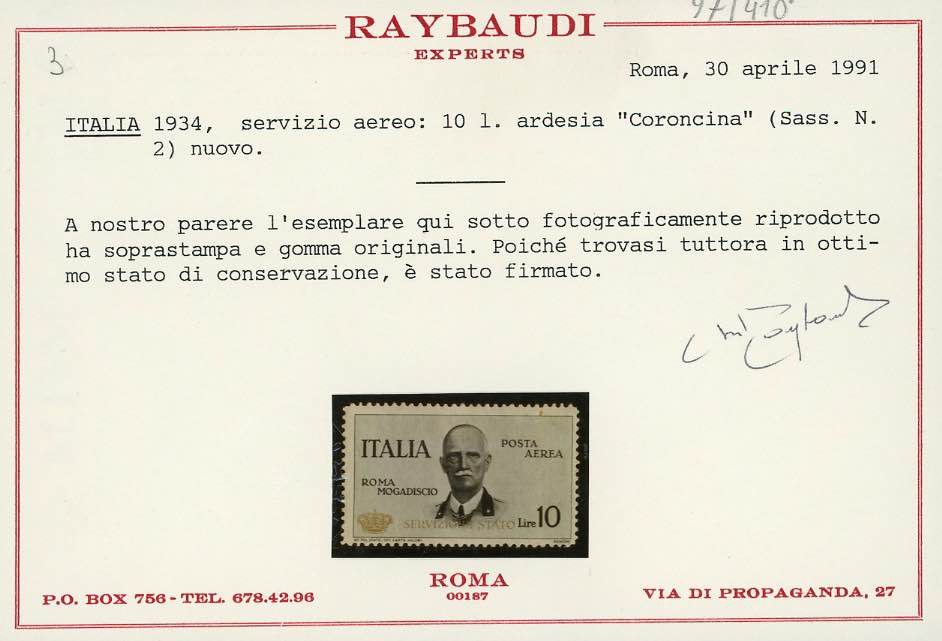 97/410
RAYBAUDI
EXPERTS
3
Roma, 30 aprile 1991
ITALIA 1934, servizio aereo: 10 l. ardesia "Coroncina" (Sass. N.
2) nuovo.
A nostro parere l'esemplare qui sotto fotograficamente riprodotto
ha soprastampa e gomma originali. Poiché trovasi tuttora in otti-
mo stato di conservazione, è stato firmato.
ITALIA
POSTA
AEREA
ROMA
MOGADISCIO
SERVIZIO DI STATO
Lire 10
ROMA
00187
P.O. BOX 756 - TEL. 678.42.96
VIA DI PROPAGANDA, 27